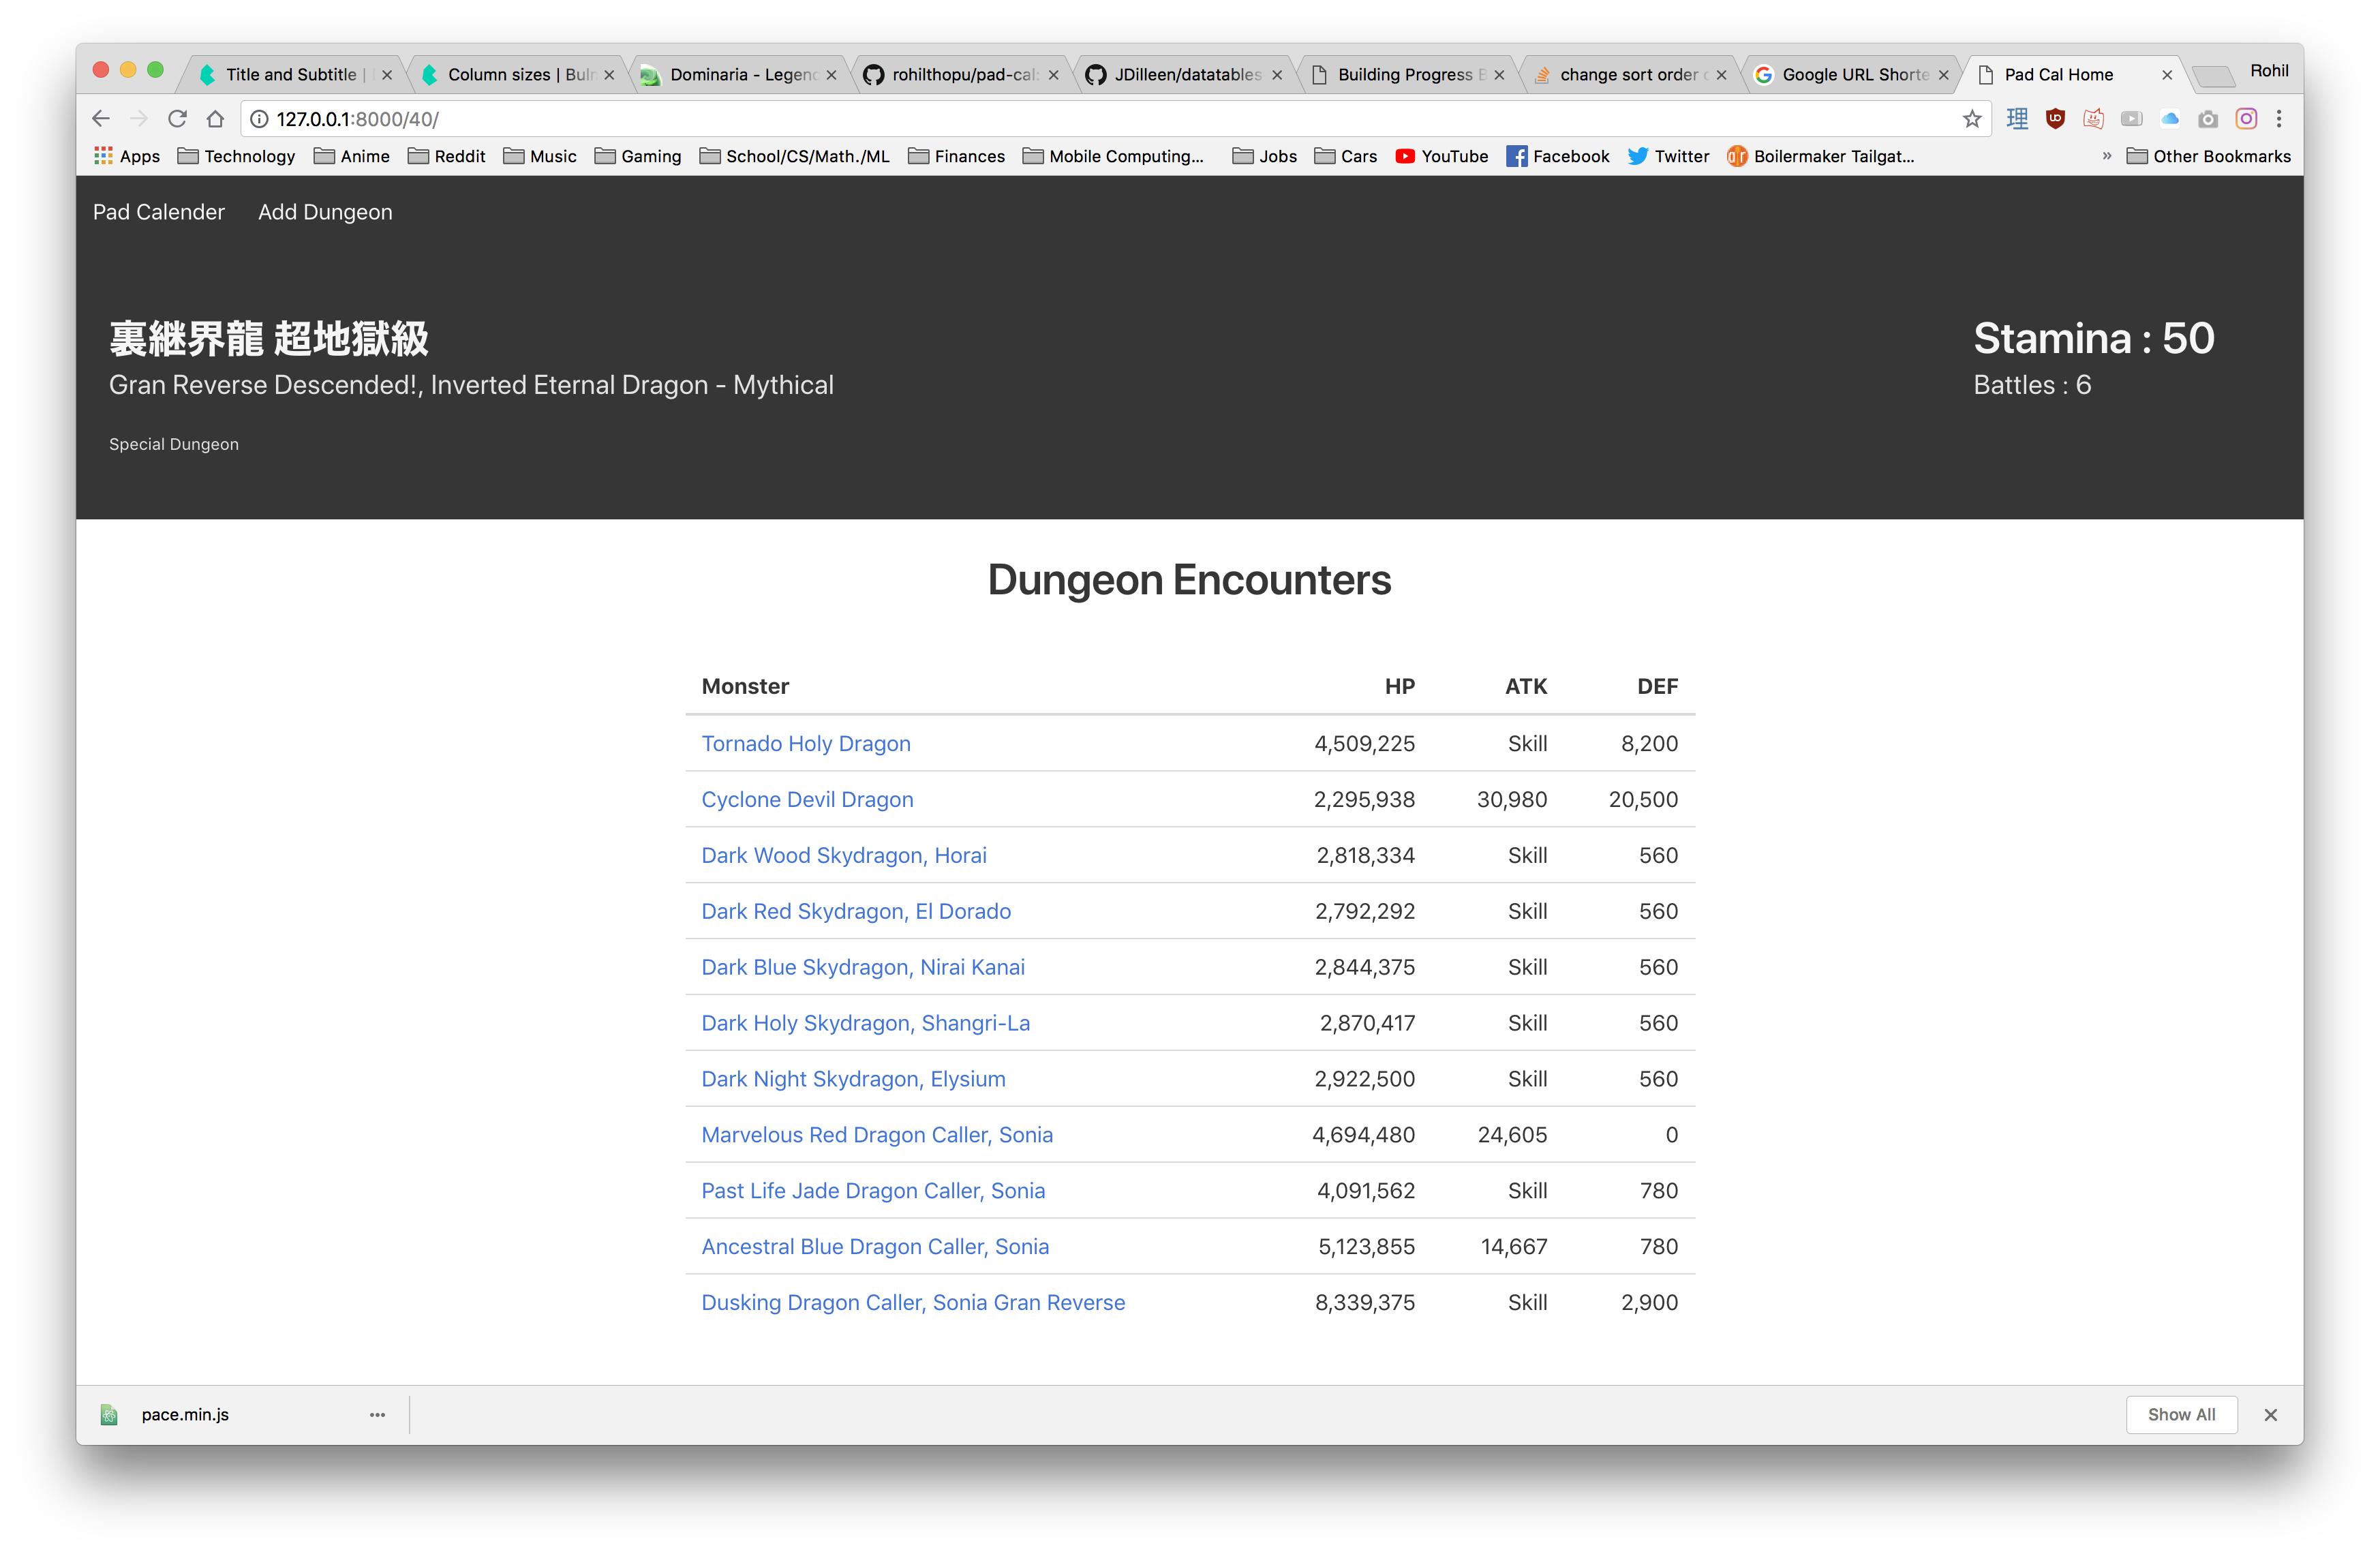 Title and Subtitle |
Column sizes | Bul
Dominaria - Legend
rohilthopu/pad-cal:
JDilleen/datatables
Building Progress B
change sort order
Google URL Shorte
Pad Cal Home
Rohil
127.0.0.1:8000/40/
Apps Technology Anime Reddit Music Gaming School/CS/Math./ML Finances Mobile Computing... Jobs Cars YouTube Facebook Twitter Boilermaker Tailgat... » Other Bookmarks
Pad Calender Add Dungeon
裏継界龍 超地獄級
Gran Reverse Descended!, Inverted Eternal Dragon - Mythical
Special Dungeon
Stamina : 50
Battles : 6
Dungeon Encounters
Monster HP ATK DEF
Tornado Holy Dragon 4,509,225 Skill 8,200
Cyclone Devil Dragon 2,295,938 30,980 20,500
Dark Wood Skydragon, Horai 2,818,334 Skill 560
Dark Red Skydragon, El Dorado 2,792,292 Skill 560
Dark Blue Skydragon, Nirai Kanai 2,844,375 Skill 560
Dark Holy Skydragon, Shangri-La 2,870,417 Skill 560
Dark Night Skydragon, Elysium 2,922,500 Skill 560
Marvelous Red Dragon Caller, Sonia 4,694,480 24,605 0
Past Life Jade Dragon Caller, Sonia 4,091,562 Skill 780
Ancestral Blue Dragon Caller, Sonia 5,123,855 14,667 780
Dusking Dragon Caller, Sonia Gran Reverse 8,339,375 Skill 2,900
pace.min.js
Show All